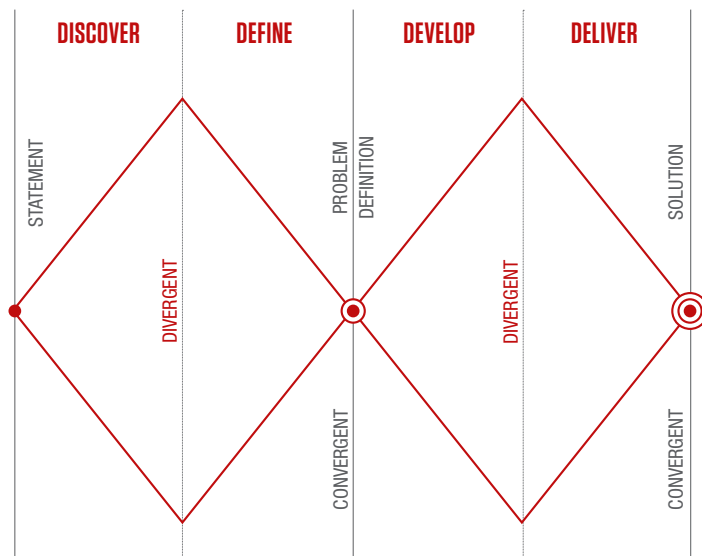 DISCOVER
DEFINE
DEVELOP
DELIVER
STATEMENT
PROBLEM
DEFINITION
SOLUTION
DIVERGENT
DIVERGENT
CONVERGENT
CONVERGENT